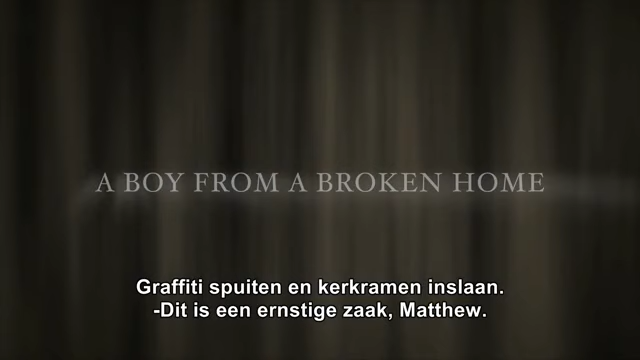 A BOY FROM A BROKEN HOME
Graffiti spuiten en kerkramen inslaan.
-Dit is een ernstige zaak, Matthew.